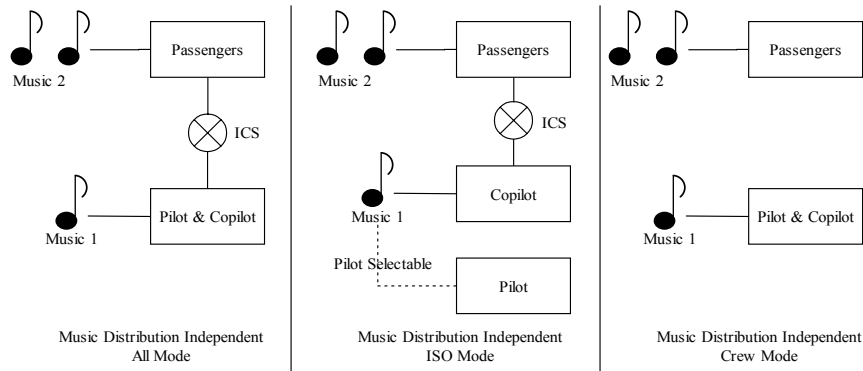 Passengers
Music 2
ICS
Pilot & Copilot
Music 1
Music Distribution Independent
All Mode
Passengers
Music 2
ICS
Copilot
Music 1
Pilot Selectable
Pilot
Music Distribution Independent
ISO Mode
Passengers
Music 2
Pilot & Copilot
Music 1
Music Distribution Independent
Crew Mode